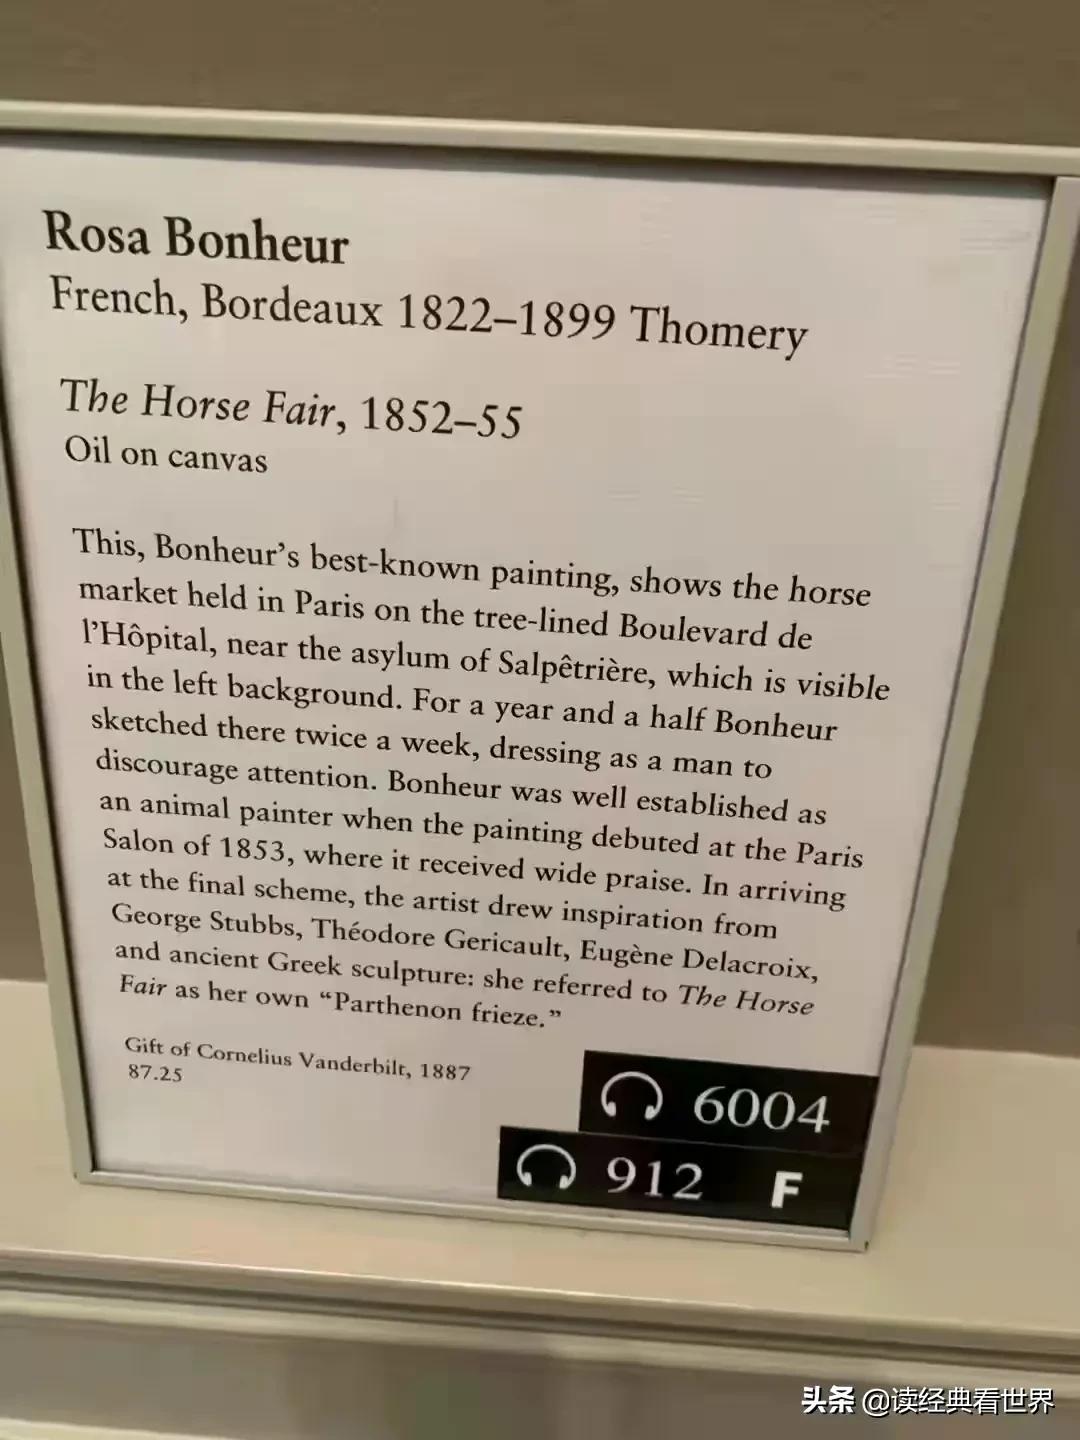 Rosa Bonheur
French, Bordeaux 1822–1899 Thomery
The Horse Fair, 1852–55
Oil on canvas
This, Bonheur’s best-known painting, shows the horse
market held in Paris on the tree-lined Boulevard de
l’Hôpital, near the asylum of Salpêtrière, which is visible
in the left background. For a year and a half Bonheur
sketched there twice a week, dressing as a man to
discourage attention. Bonheur was well established as
an animal painter when the painting debuted at the Paris
Salon of 1853, where it received wide praise. In arriving
at the final scheme, the artist drew inspiration from
George Stubbs, Théodore Gericault, Eugène Delacroix,
and ancient Greek sculpture: she referred to The Horse
Fair as her own “Parthenon frieze.”
Gift of Cornelius Vanderbilt, 1887
87.25
6004
912 F
头条 @读经典看世界